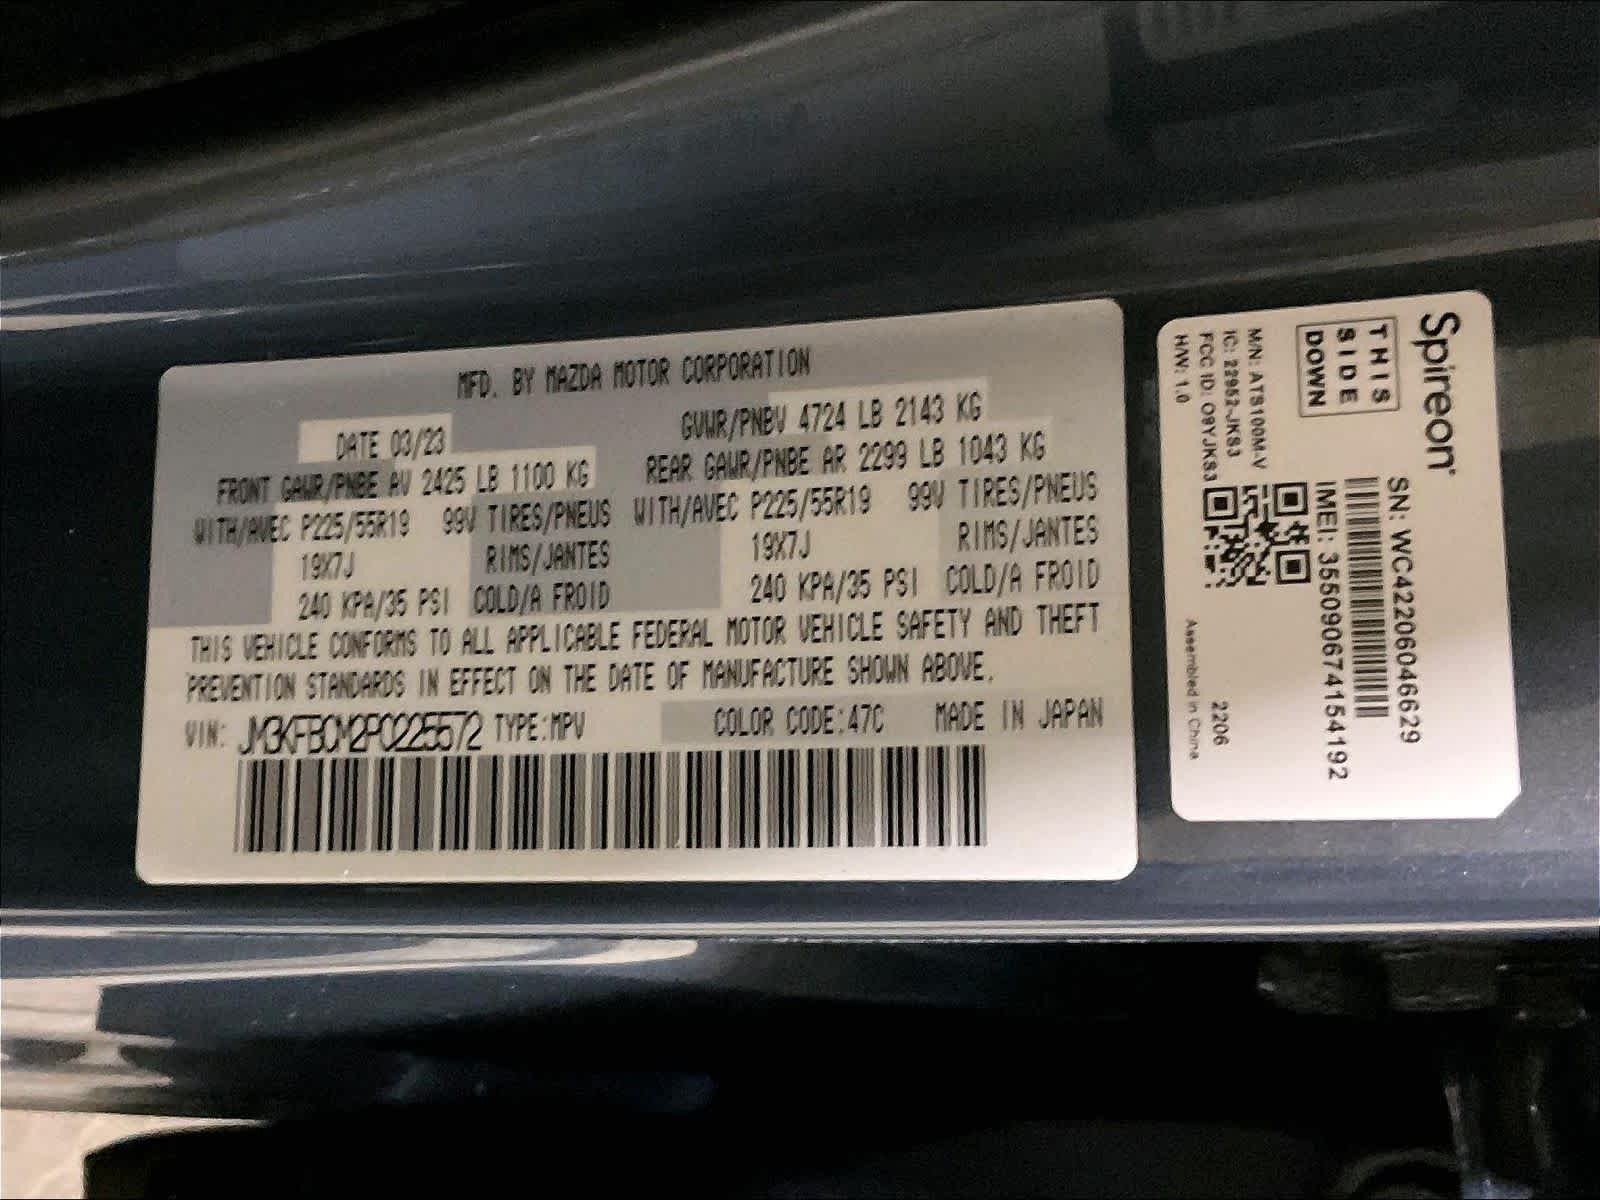 MFD. BY MAZDA MOTOR CORPORATION
DATE 03/23
GVWR/PNBV 4724 LB 2143 KG
FRONT GAWR/PNBE AV 2425 LB 1100 KG
REAR GAWR/PNBE AR 2299 LB 1043 KG
WITH/AVEC P225/55R19 99V TIRES/PNEUS
WITH/AVEC P225/55R19 99V TIRES/PNEUS
19X7J RIMS/JANTES
19X7J RIMS/JANTES
240 KPA/35 PSI COLD/A FROID
240 KPA/35 PSI COLD/A FROID
THIS VEHICLE CONFORMS TO ALL APPLICABLE FEDERAL MOTOR VEHICLE SAFETY AND THEFT
PREVENTION STANDARDS IN EFFECT ON THE DATE OF MANUFACTURE SHOWN ABOVE.
VIN: JM3KFBCM2P0225572 TYPE:MPV COLOR CODE:47C MADE IN JAPAN
Spireon
THIS
SIDE
DOWN
SN: WC42206046629
IMEI: 355090674154192
M/N: ATS100M-V
IC: 22952-JKS3
FCC ID: O9YJKS3
H/W: 1.0
2206
Assembled in China